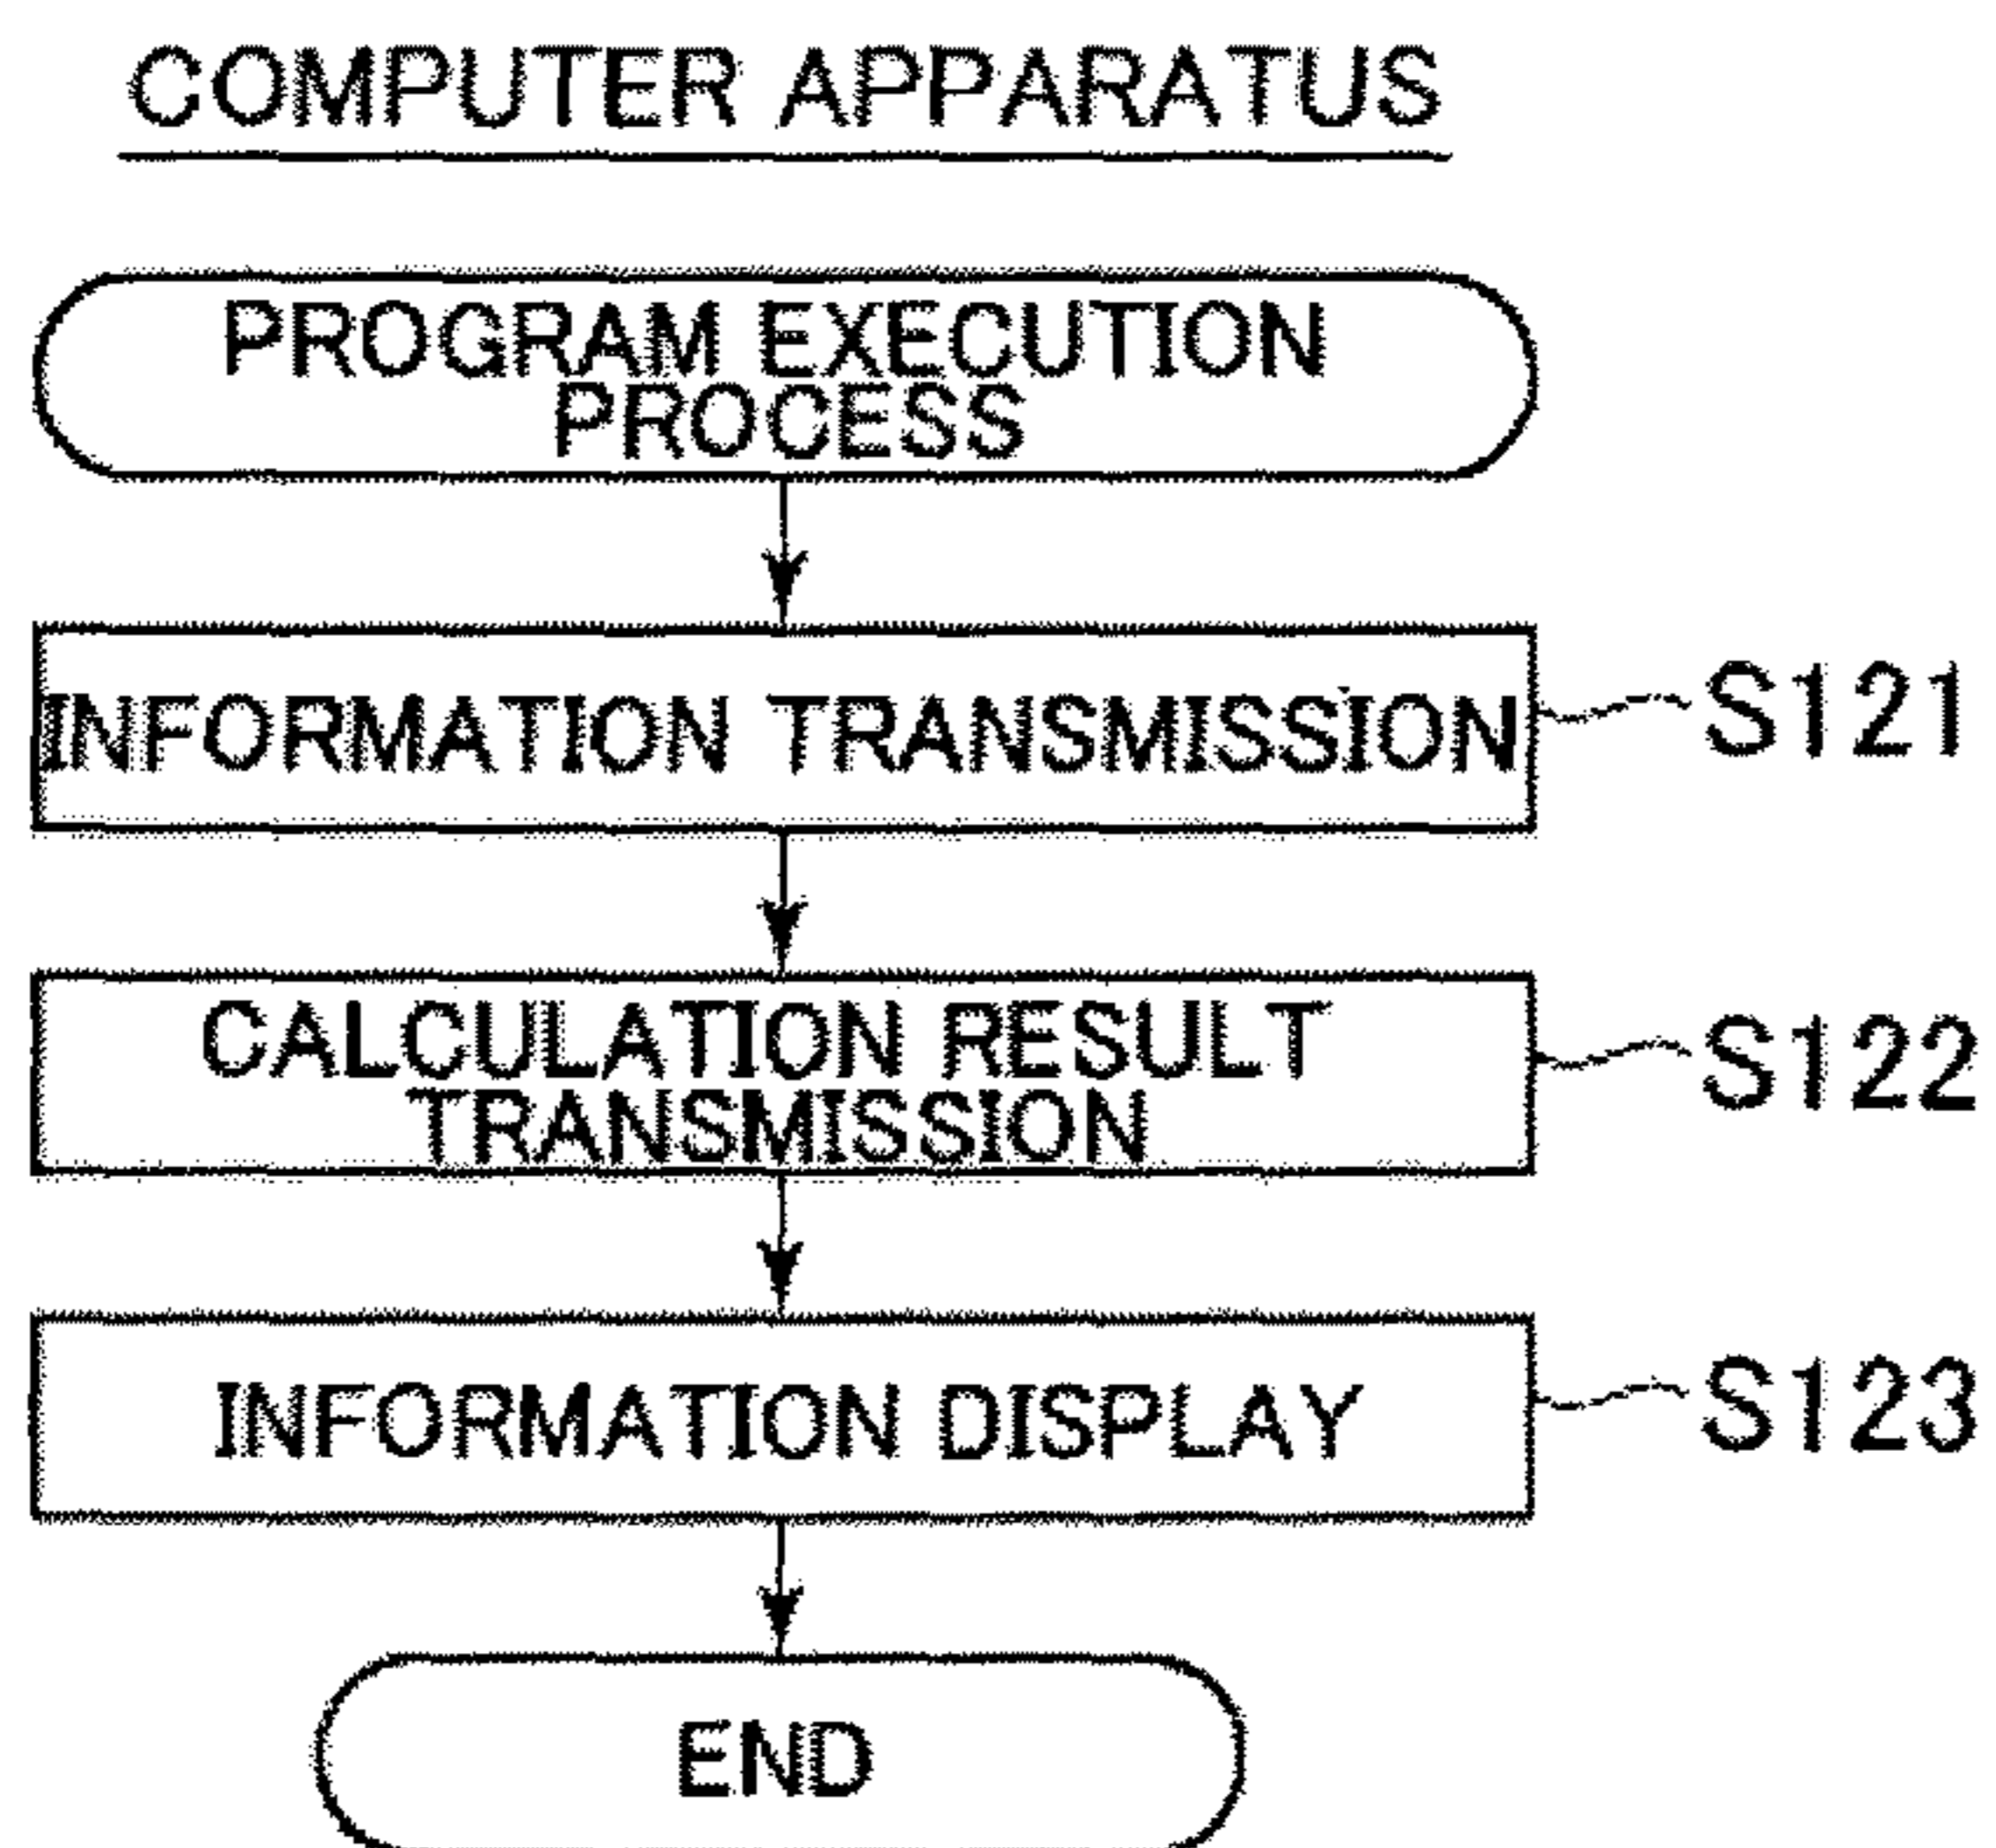 COMPUTER APPARATUS
PROGRAM EXECUTION
PROCESS
INFORMATION TRANSMISSION
S121
CALCULATION RESULT
TRANSMISSION
S122
INFORMATION DISPLAY
S123
END